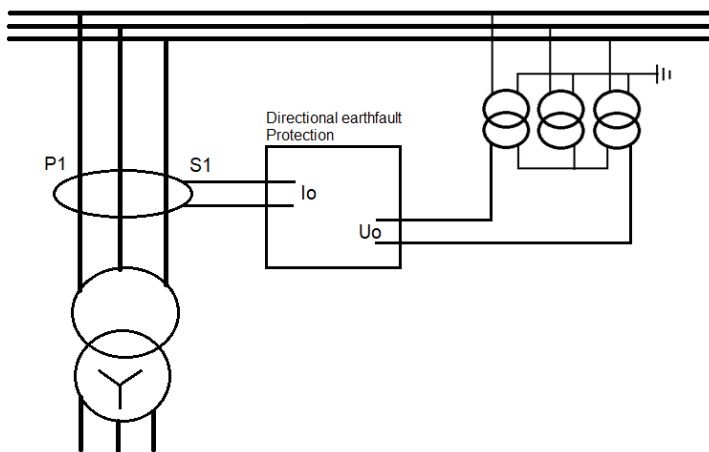 Directional earthfault
Protection
P1
S1
Io
Uo